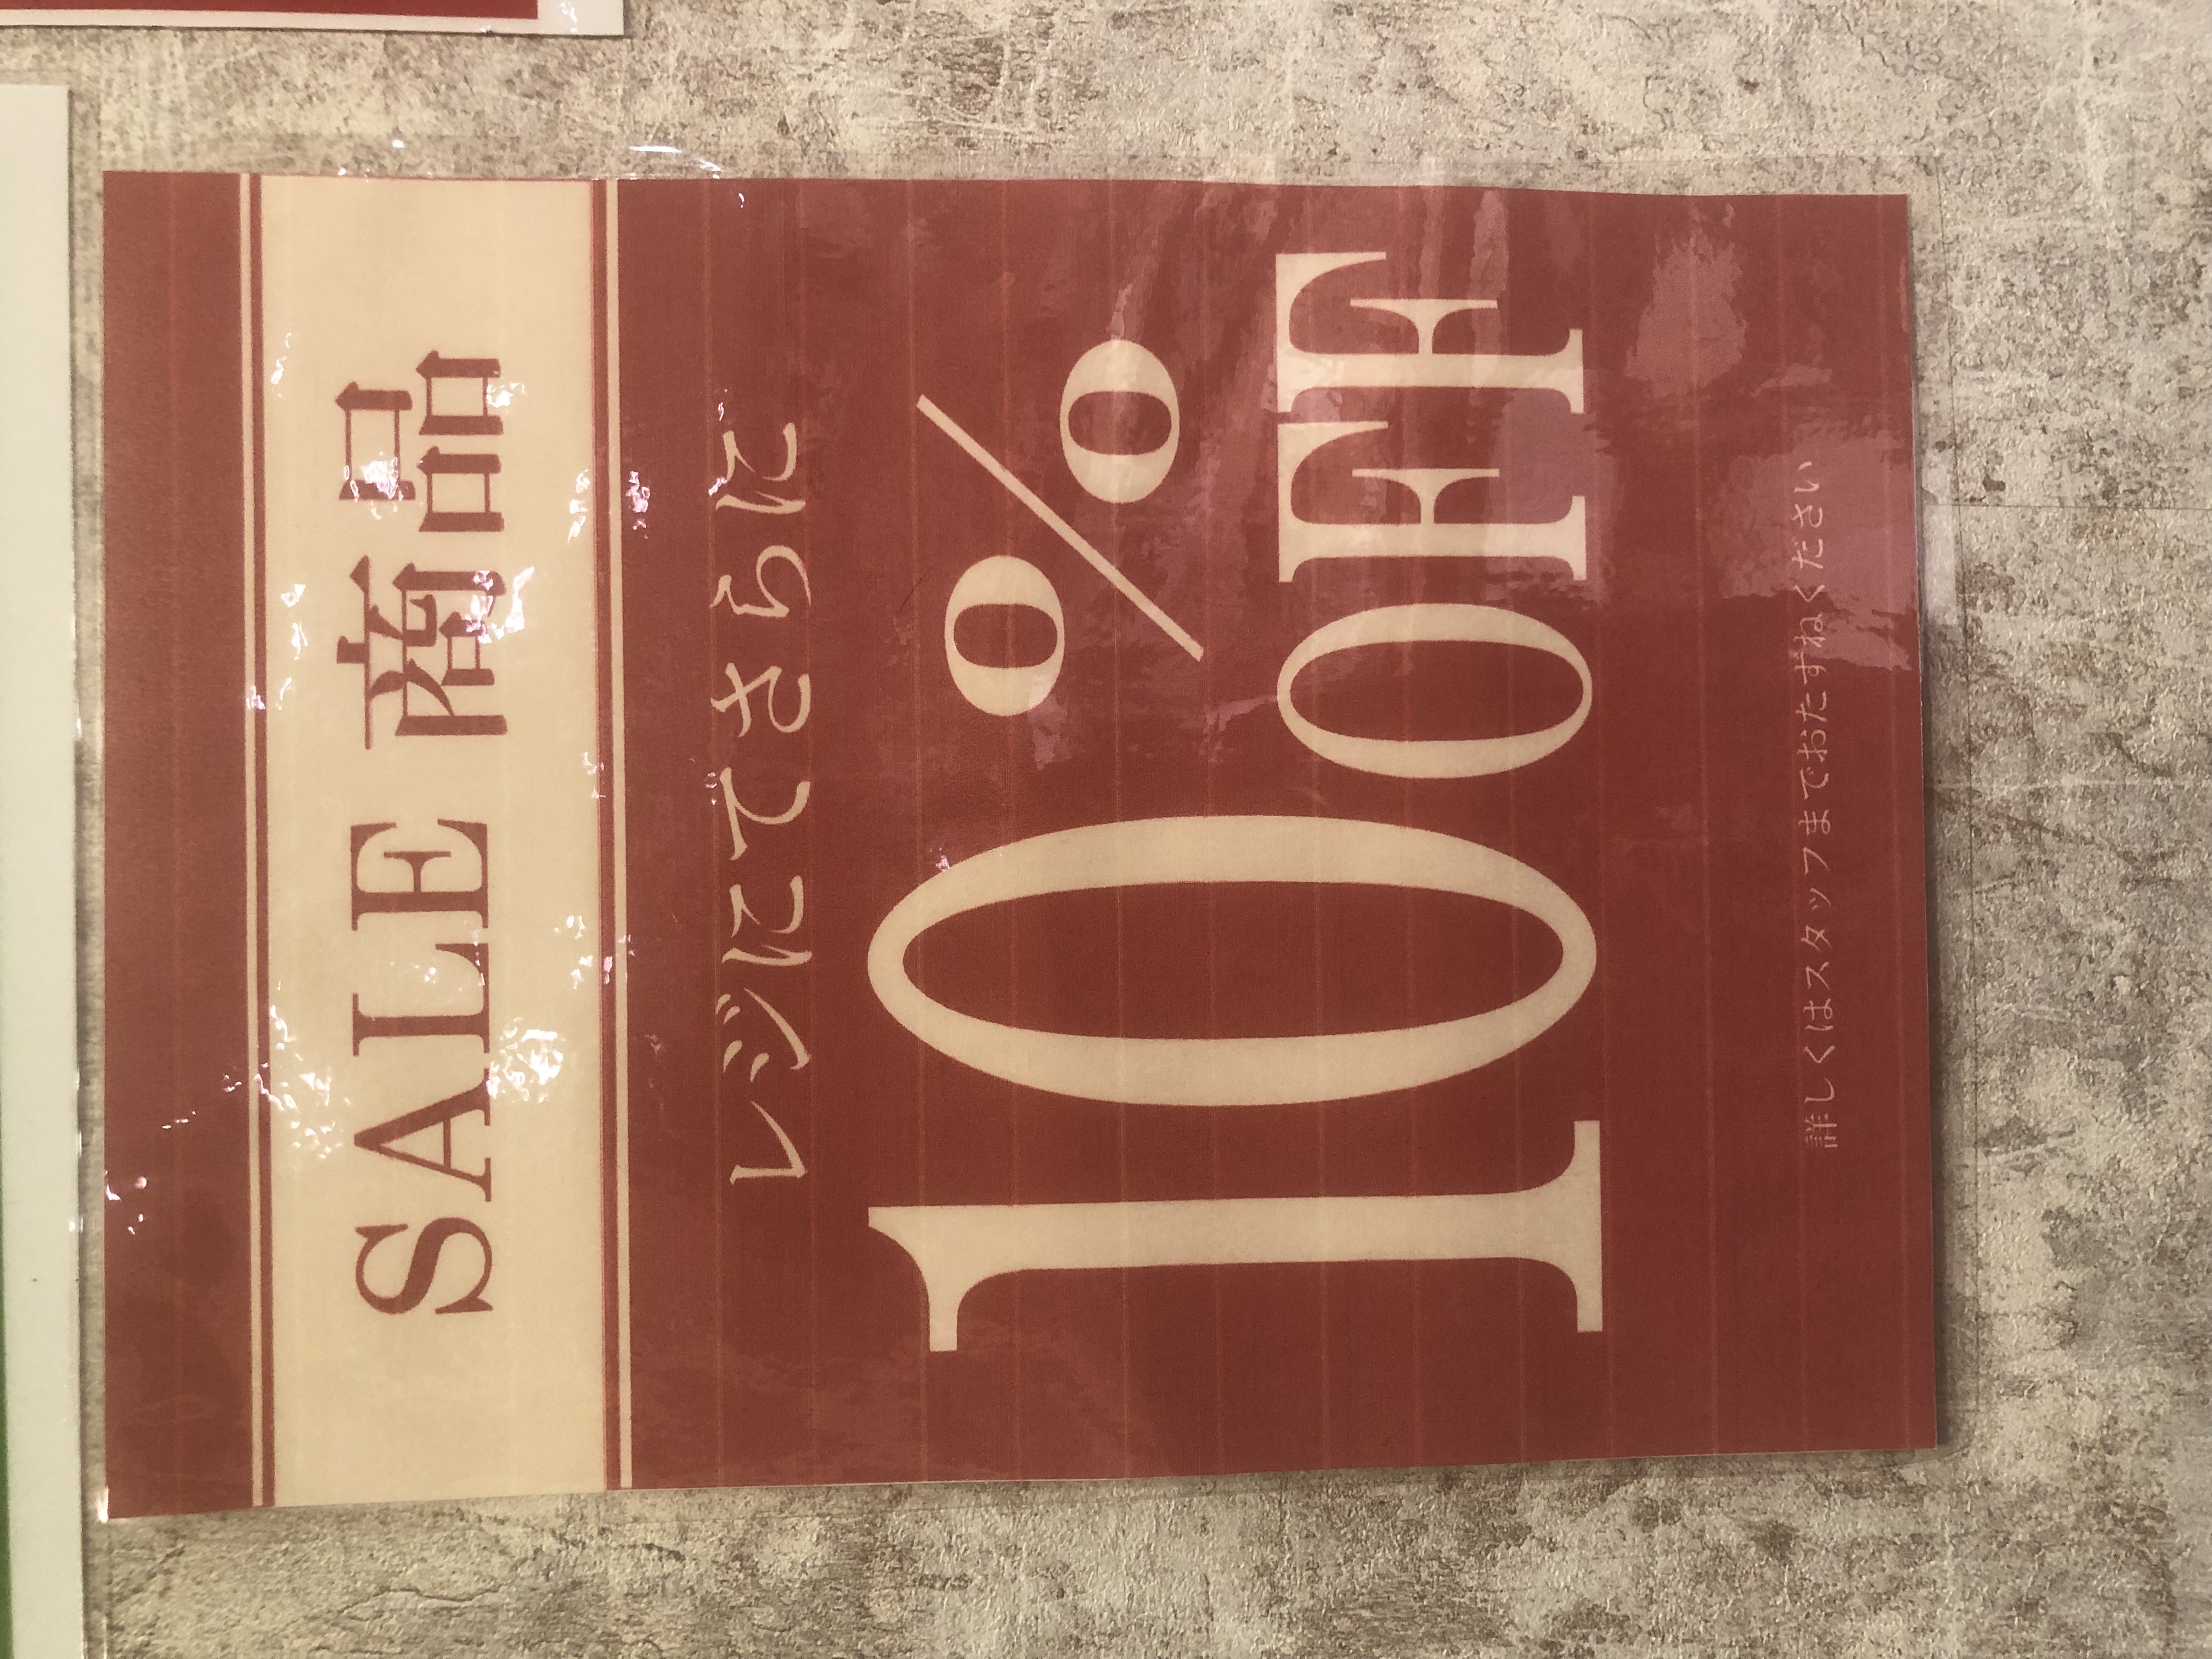 SALE 商品
レジにてさらに
10%OFF
詳しくはスタッフまでおたずねください